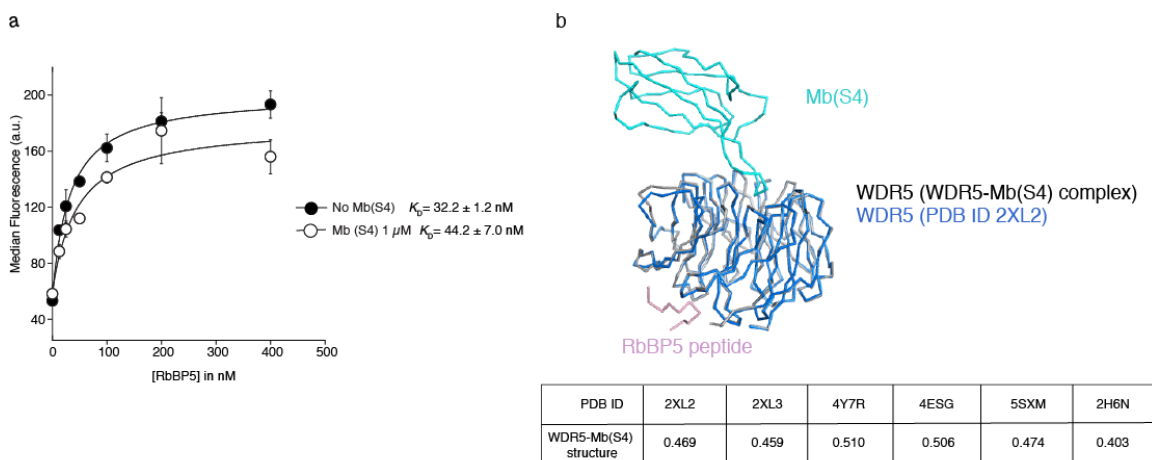 a
200
160
120
80
40
Median Fluorescence (a.u.)
0
100
200
300
400
500
[RbBP5] in nM
No Mb(S4) KD= 32.2 ± 1.2 nM
Mb (S4) 1 μM KD= 44.2 ± 7.0 nM
b
Mb(S4)
WDR5 (WDR5-Mb(S4) complex)
WDR5 (PDB ID 2XL2)
RbBP5 peptide
PDB ID 2XL2 2XL3 4Y7R 4ESG 5SXM 2H6N
WDR5-Mb(S4)
structure 0.469 0.459 0.510 0.506 0.474 0.403